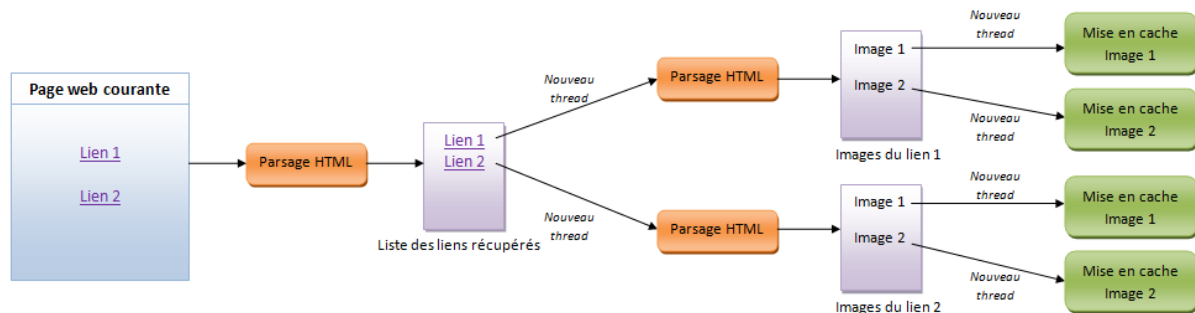 Page web courante
Lien 1
Lien 2
Parsage HTML
Lien 1
Lien 2
Liste des liens récupérés
Nouveau
thread
Parsage HTML
Image 1
Image 2
Images du lien 1
Nouveau
thread
Mise en cache
Image 1
Nouveau
thread
Mise en cache
Image 2
Nouveau
thread
Parsage HTML
Image 1
Image 2
Images du lien 2
Nouveau
thread
Mise en cache
Image 1
Nouveau
thread
Mise en cache
Image 2